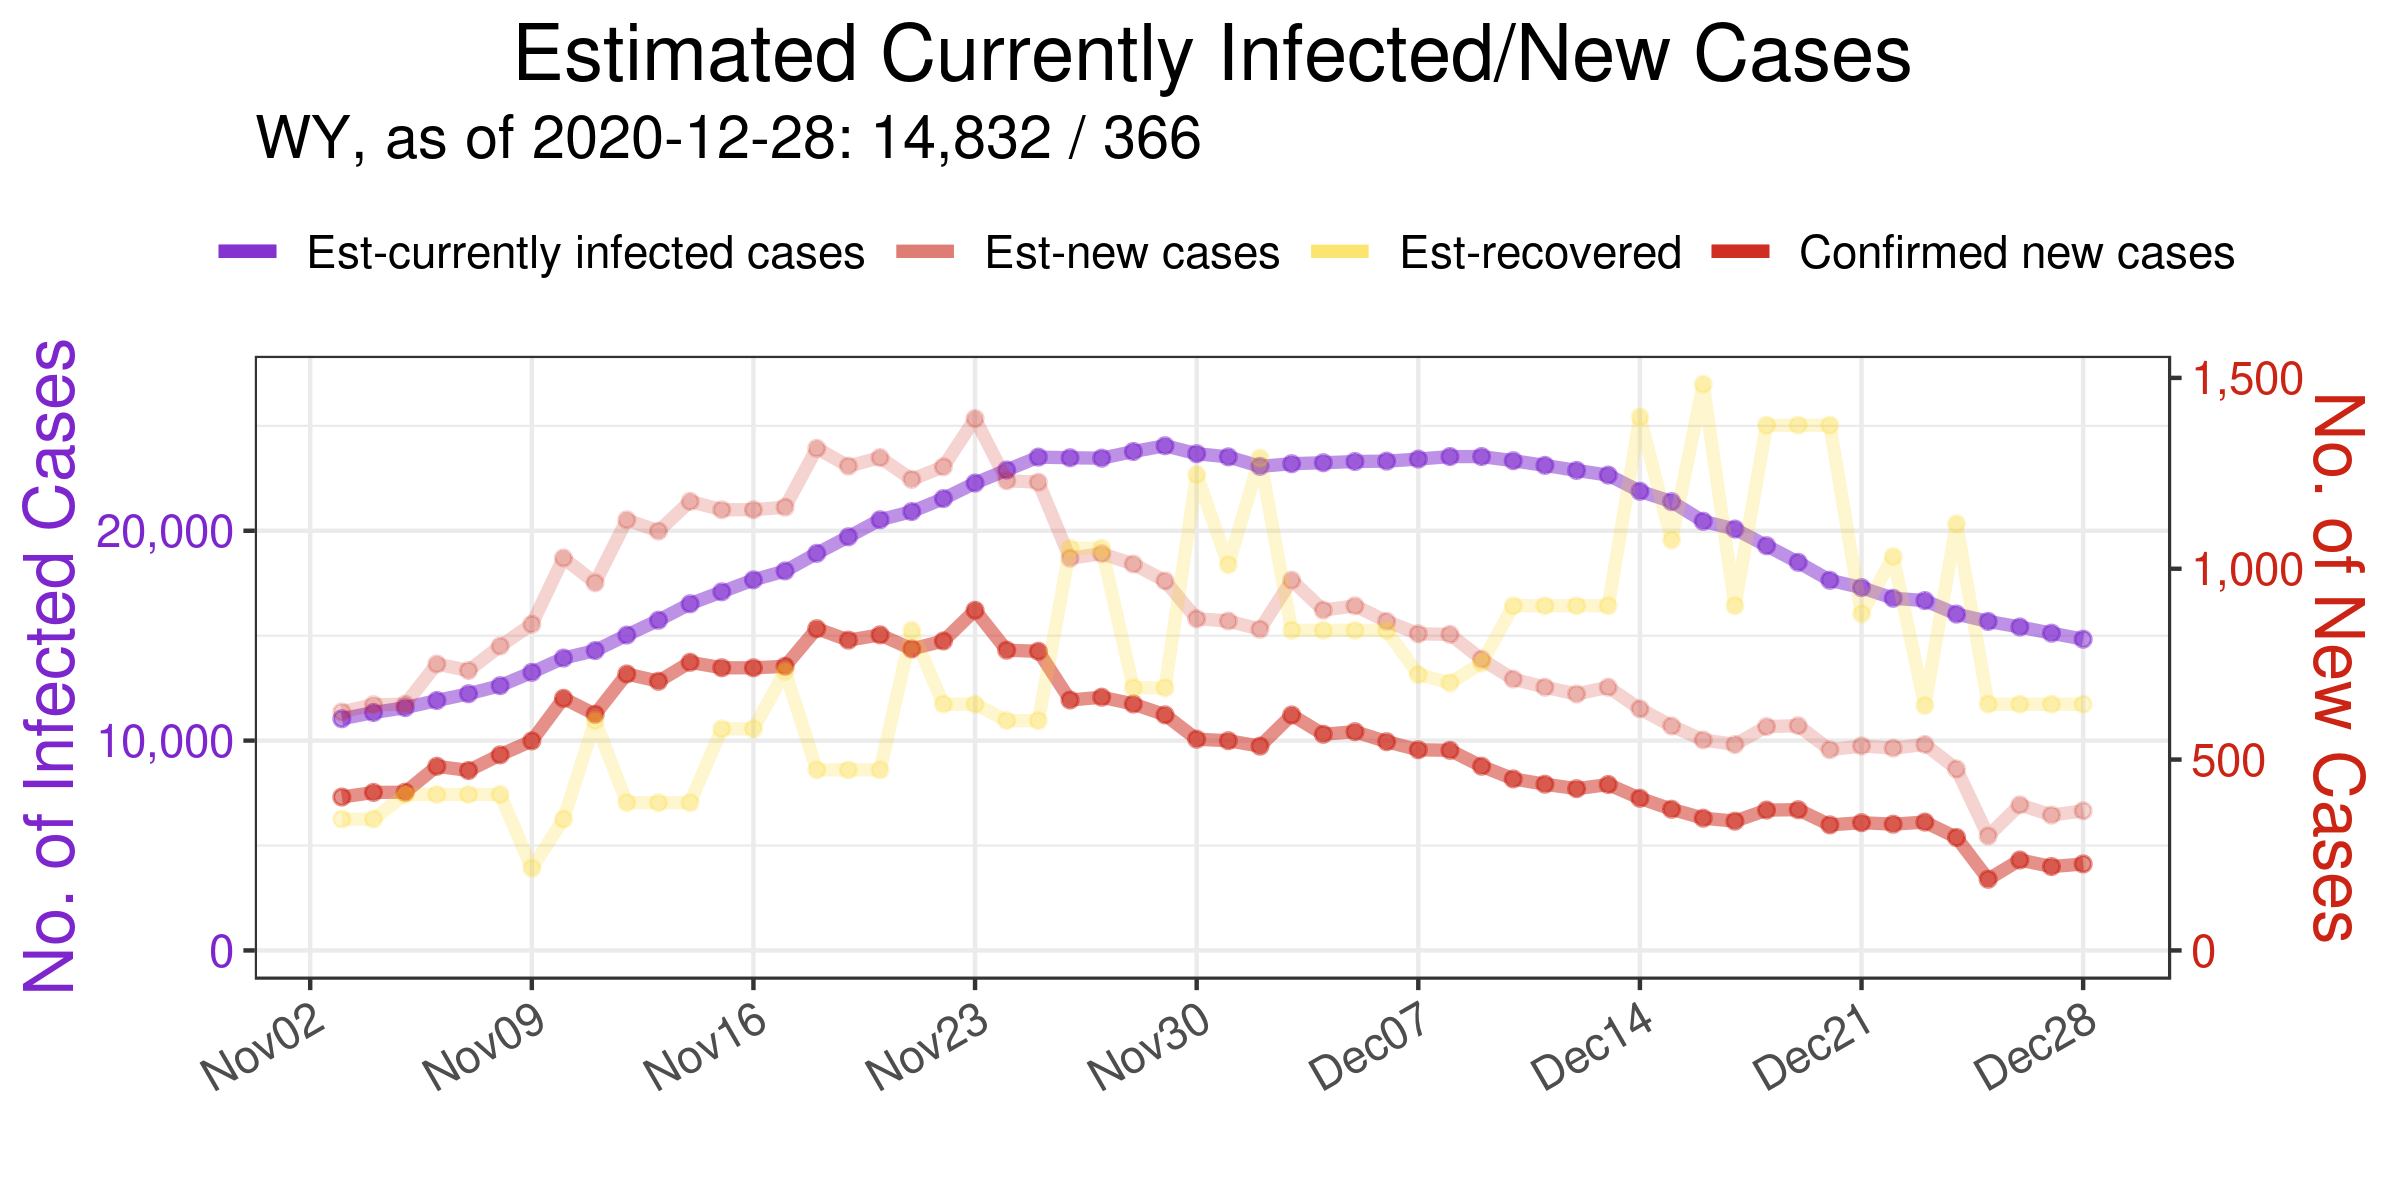 Estimated Currently Infected/New Cases
WY, as of 2020-12-28: 14,832 / 366
Est-currently infected cases Est-new cases Est-recovered Confirmed new cases
No. of Infected Cases
20,000
10,000
0
1,500
1,000
500
0
No. of New Cases
Nov02 Nov09 Nov16 Nov23 Nov30 Dec07 Dec14 Dec21 Dec28